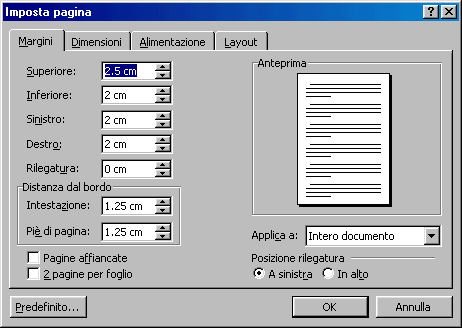 Imposta pagina
Margini Dimensioni Alimentazione Layout
Superiore: 2.5 cm
Inferiore: 2 cm
Sinistro: 2 cm
Destro: 2 cm
Rilegatura: 0 cm
Distanza dal bordo
Intestazione: 1.25 cm
Piè di pagina: 1.25 cm
Pagine affiancate
2 pagine per foglio
Anteprima
Applica a: Intero documento
Posizione rilegatura
A sinistra In alto
Predefinito... OK Annulla